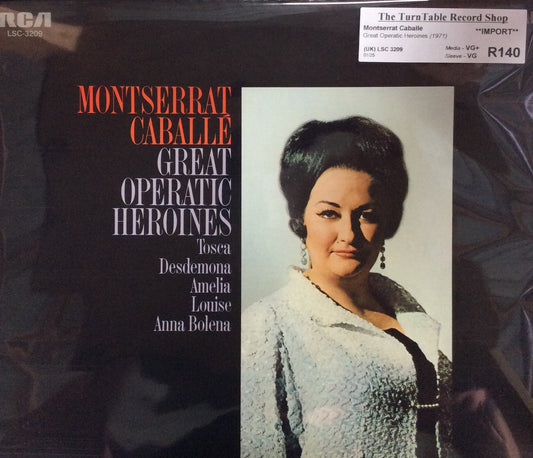 RCA
LSC-3209
The TurnTable Record Shop
Montserrat Caballe **IMPORT**
Great Operatic Heroines (1971)
(UK) LSC 3209 Media - VG+ R140
Sleeve - VG
MONTSERRAT
CABALLÉ
GREAT
OPERATIC
HEROINES
Tosca
Desdemona
Amelia
Louise
Anna Bolena